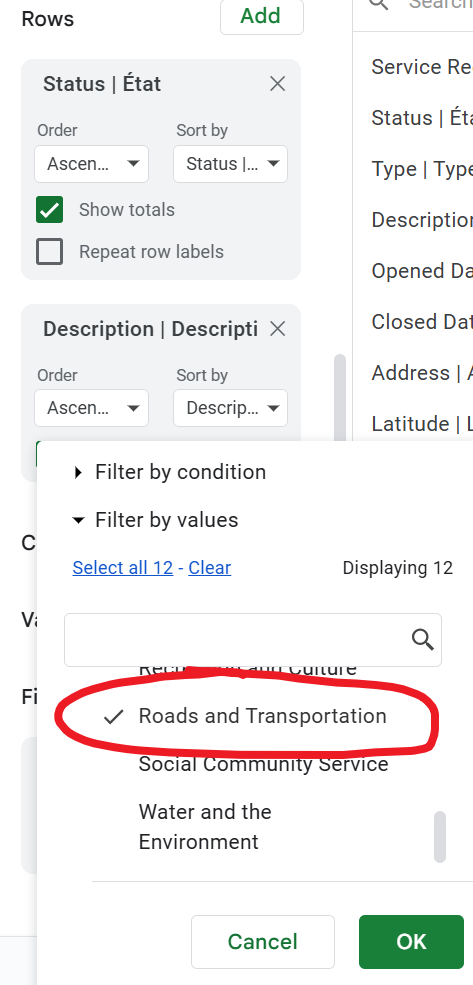 Rows
Add
Search
Status | État
Order
Sort by
Ascen...
Status |...
Show totals
Repeat row labels
Description | Descripti
Order
Sort by
Ascen...
Descrip...
Service Re
Status | Éta
Type | Type
Description
Opened Da
Closed Dat
Address | A
Latitude | L
C
Va
Fi
Filter by condition
Filter by values
Select all 12 - Clear
Displaying 12
Recreation and Culture
Roads and Transportation
Social Community Service
Water and the
Environment
Cancel
OK